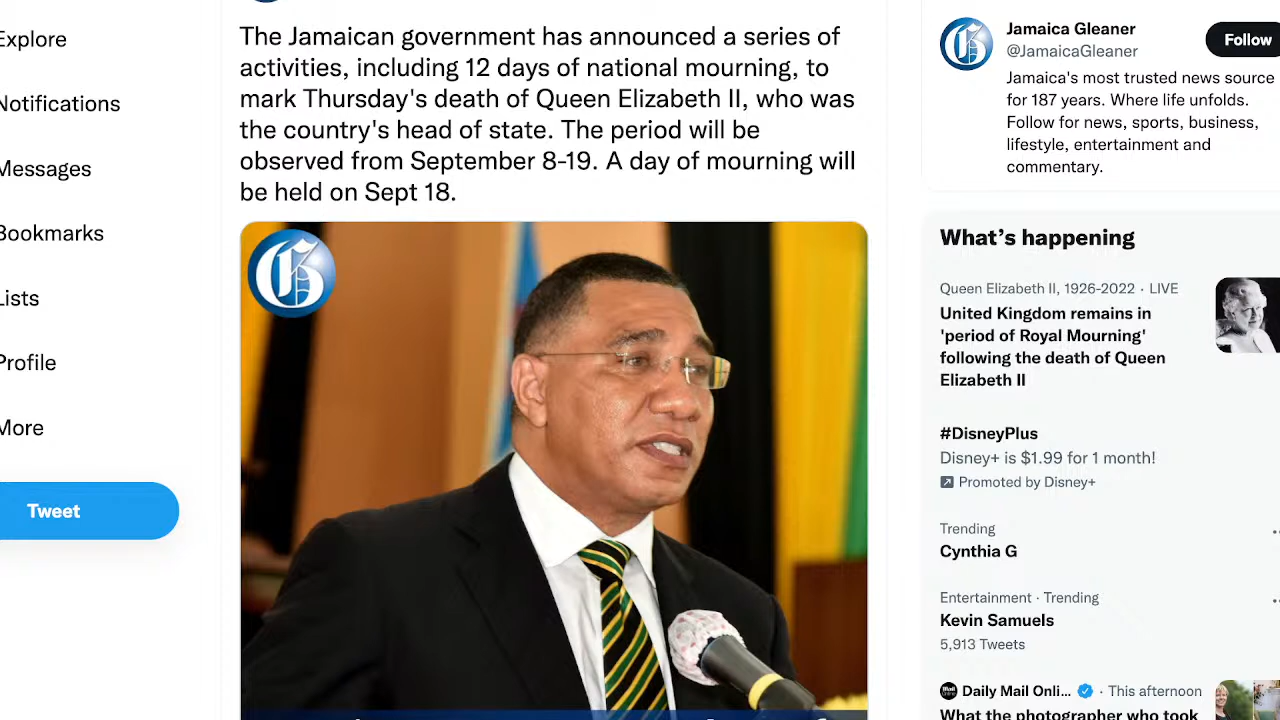 Explore
Notifications
Messages
Bookmarks
Lists
Profile
More
Tweet
The Jamaican government has announced a series of
activities, including 12 days of national mourning, to
mark Thursday's death of Queen Elizabeth II, who was
the country's head of state. The period will be
observed from September 8-19. A day of mourning will
be held on Sept 18.
G
Jamaica Gleaner
@JamaicaGleaner
Follow
Jamaica's most trusted news source
for 187 years. Where life unfolds.
Follow for news, sports, business,
lifestyle, entertainment and
commentary.
What's happening
Queen Elizabeth II, 1926-2022 · LIVE
United Kingdom remains in
'period of Royal Mourning'
following the death of Queen
Elizabeth II
#DisneyPlus
Disney+ is $1.99 for 1 month!
Promoted by Disney+
Trending
Cynthia G
Entertainment · Trending
Kevin Samuels
5,913 Tweets
Daily Mail Onli... · This afternoon
What the photographer who took